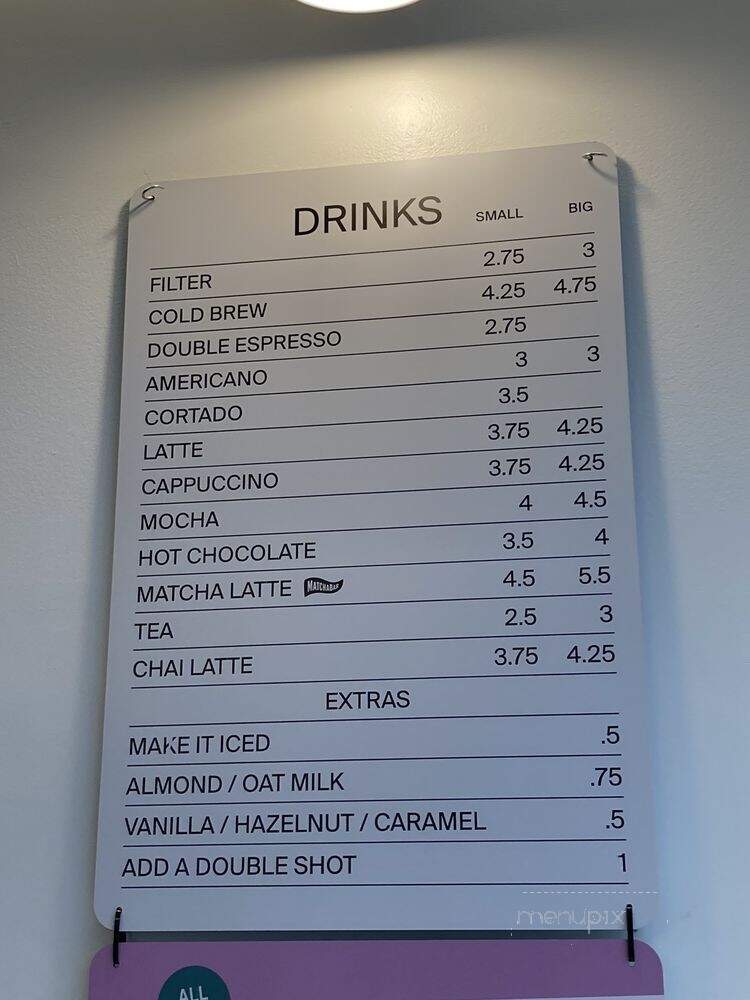 DRINKS SMALL BIG
FILTER 2.75 3
COLD BREW 4.25 4.75
DOUBLE ESPRESSO 2.75
AMERICANO 3 3
CORTADO 3.5
LATTE 3.75 4.25
CAPPUCCINO 3.75 4.25
MOCHA 4 4.5
HOT CHOCOLATE 3.5 4
MATCHA LATTE MATCHABAR 4.5 5.5
TEA 2.5 3
CHAI LATTE 3.75 4.25
EXTRAS
MAKE IT ICED .5
ALMOND / OAT MILK .75
VANILLA / HAZELNUT / CARAMEL .5
ADD A DOUBLE SHOT 1
menupix
ALL